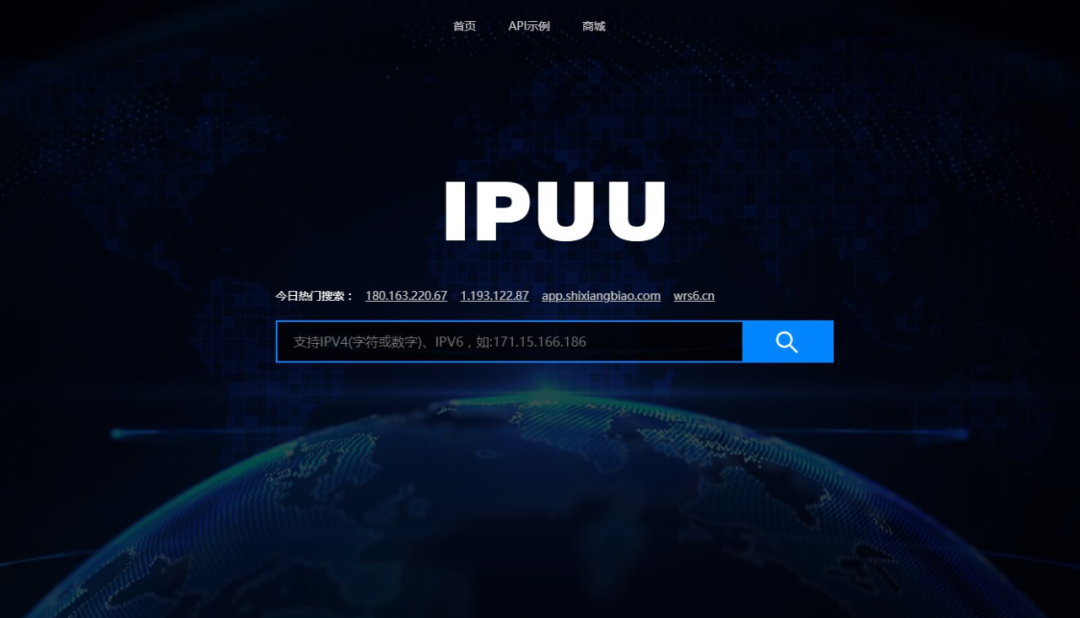 首页 API示例 商城
IPUU
今日热门搜索： 180.163.220.67 1.193.122.87 app.shixiangbiao.com wrs6.cn
支持IPV4(字符或数字)、IPV6，如:171.15.166.186